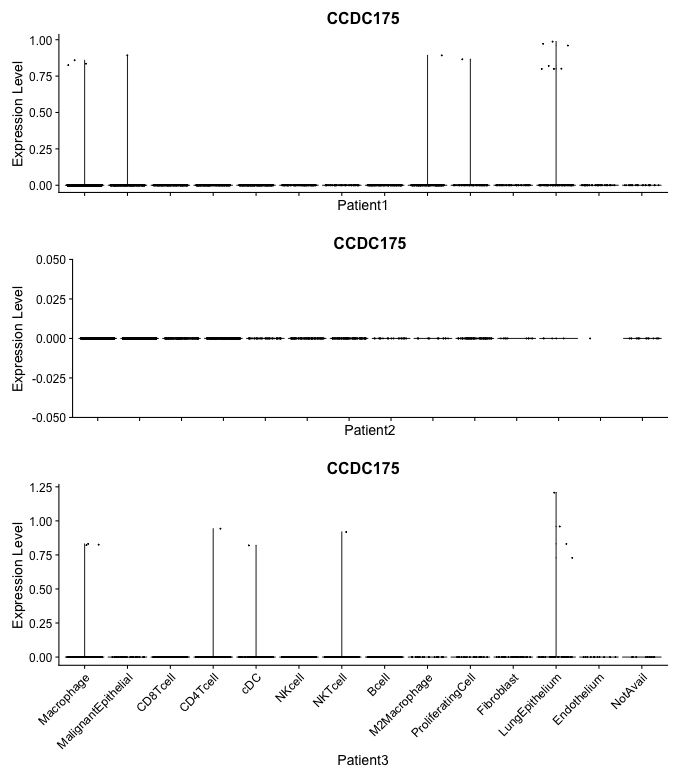 CCDC175
Expression Level
1.00
0.75
0.50
0.25
0.00
Patient1
CCDC175
Expression Level
0.050
0.025
0.000
-0.025
-0.050
Patient2
CCDC175
Expression Level
1.25
1.00
0.75
0.50
0.25
0.00
Macrophage
MalignantEpithelial
CD8Tcell
CD4Tcell
cDC
NKcell
NKTcell
Bcell
M2Macrophage
ProliferatingCell
Fibroblast
LungEpithelium
Endothelium
NotAvail
Patient3